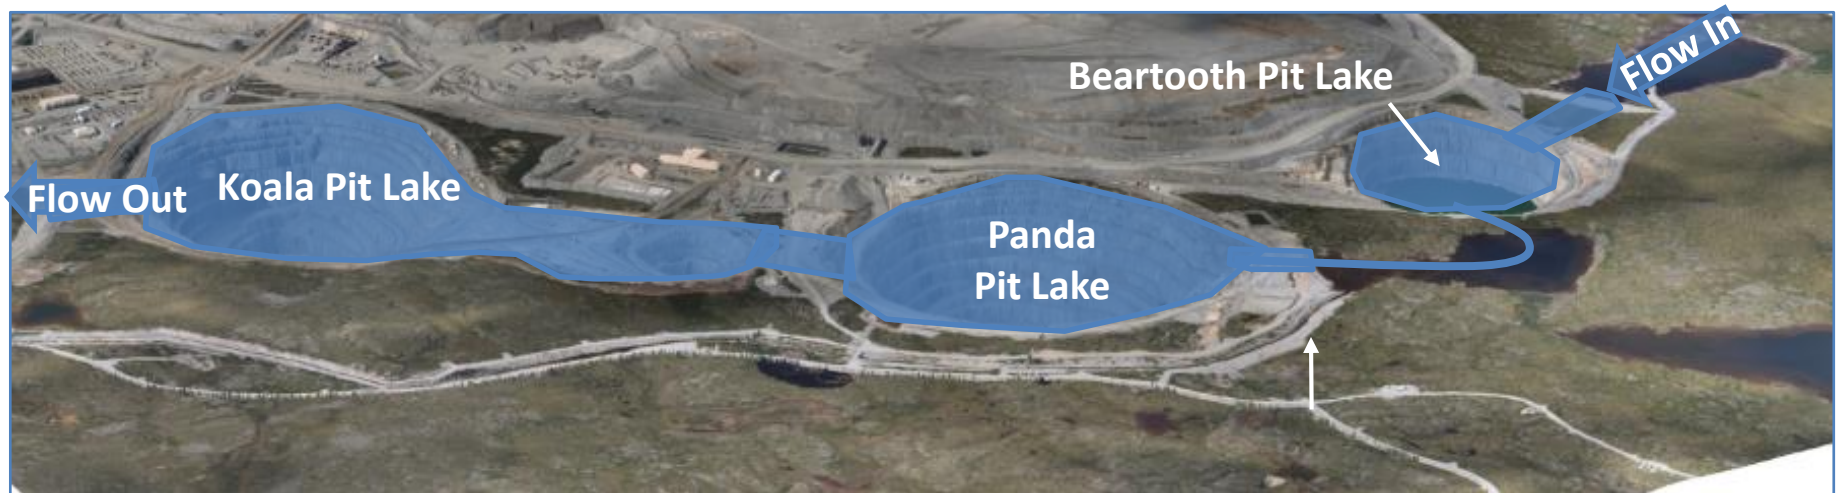 Flow In
Beartooth Pit Lake
Koala Pit Lake
Flow Out
Panda
Pit Lake